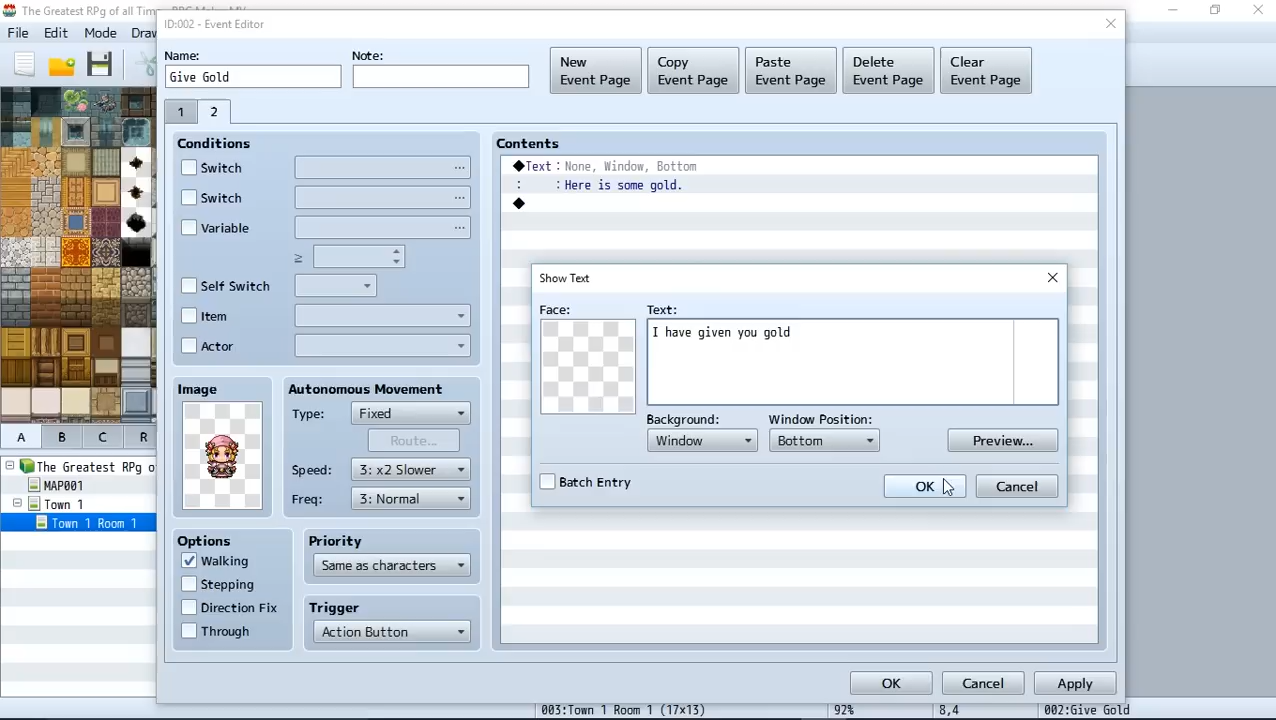 The Greatest RPg of all Tim
ID:002 - Event Editor
File Edit Mode Draw
Name: Note:
Give Gold
New Event Page
Copy Event Page
Paste Event Page
Delete Event Page
Clear Event Page
1 2
Conditions
Switch ...
Switch ...
Variable ...
≥
Self Switch
Item
Actor
Image
Autonomous Movement
Type: Fixed
Route...
Speed: 3: x2 Slower
Freq: 3: Normal
Options
Walking
Stepping
Direction Fix
Through
Priority
Same as characters
Trigger
Action Button
Contents
◆Text : None, Window, Bottom
: : Here is some gold.
◆
Show Text
Face: Text:
I have given you gold
Background: Window Position:
Window Bottom Preview...
Batch Entry OK Cancel
A B C R
The Greatest RPg o
MAP001
Town 1
Town 1 Room 1
OK Cancel Apply
003:Town 1 Room 1 (17x13) 92% 8,4 002:Give Gold